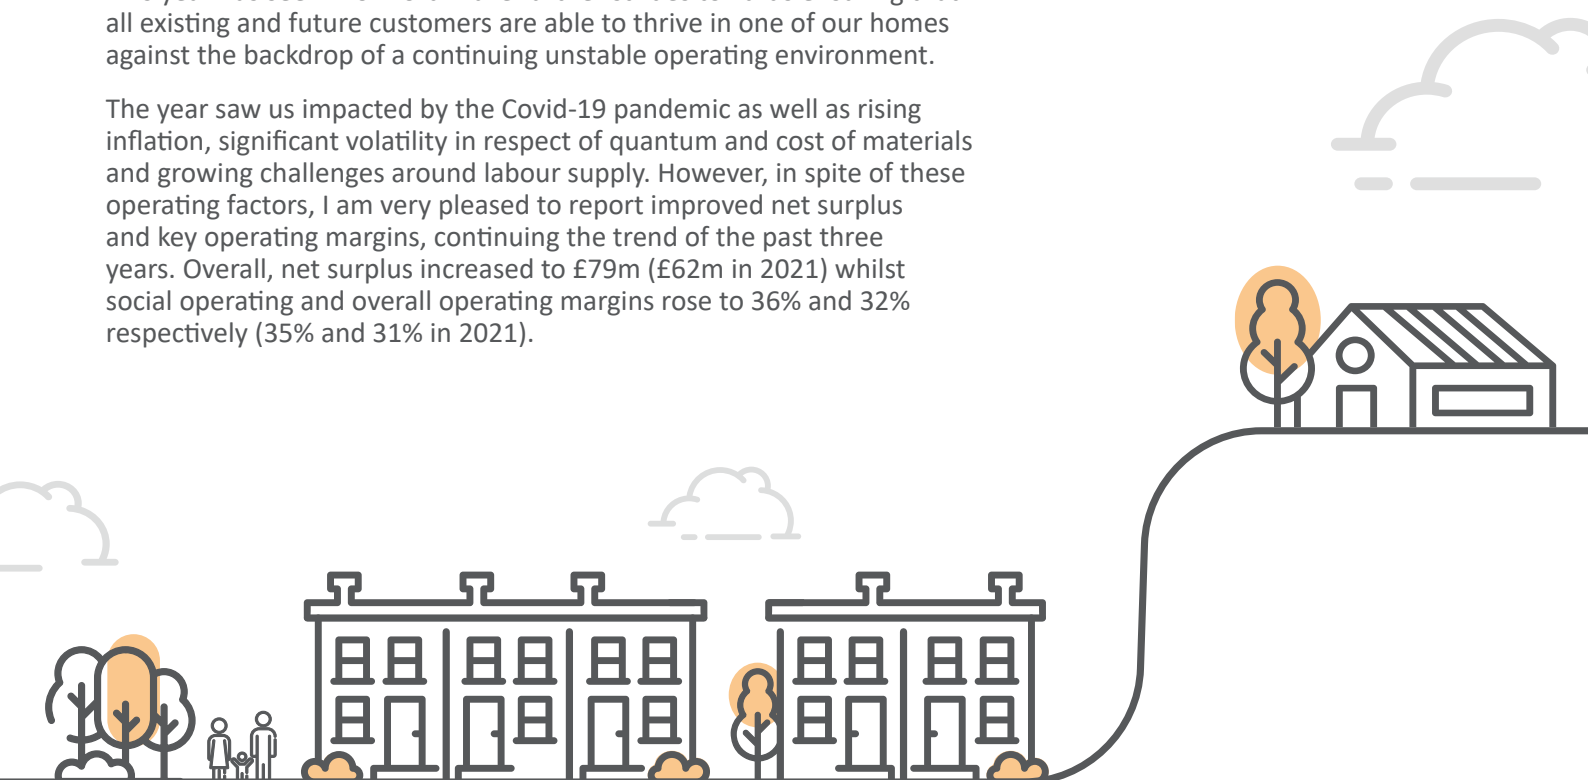 all existing and future customers are able to thrive in one of our homes
against the backdrop of a continuing unstable operating environment.
The year saw us impacted by the Covid-19 pandemic as well as rising
inflation, significant volatility in respect of quantum and cost of materials
and growing challenges around labour supply. However, in spite of these
operating factors, I am very pleased to report improved net surplus
and key operating margins, continuing the trend of the past three
years. Overall, net surplus increased to £79m (£62m in 2021) whilst
social operating and overall operating margins rose to 36% and 32%
respectively (35% and 31% in 2021).